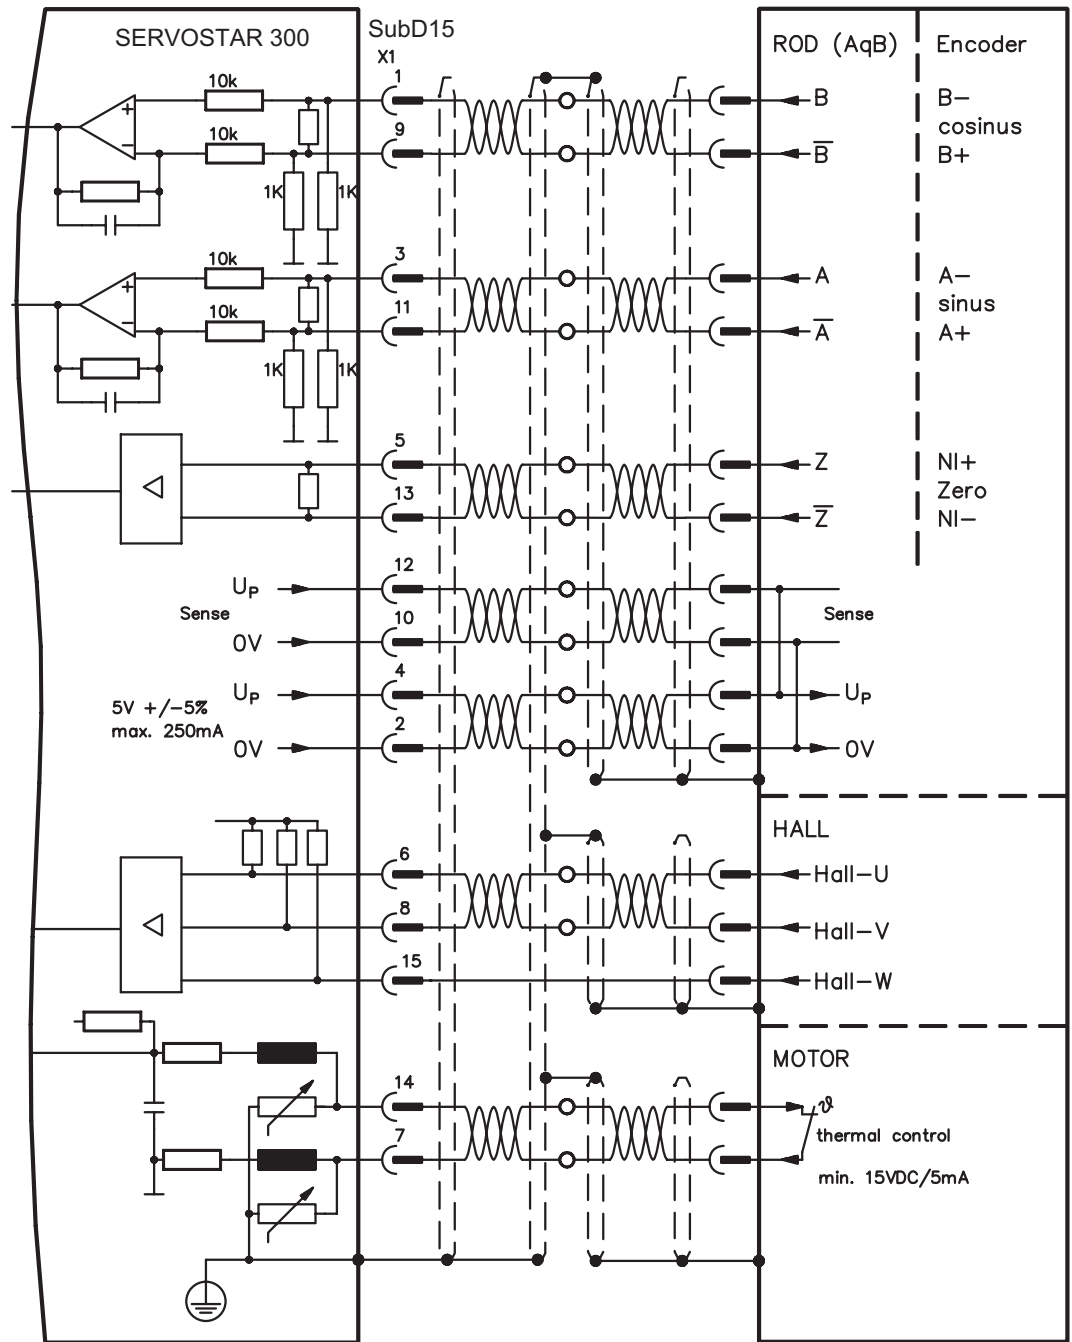 SERVOSTAR 300
SubD15
X1
ROD (AqB)
Encoder
10k
1
B
B−
cosinus
10k
9
B̅
B+
1K
1K
10k
3
A
A−
sinus
10k
11
A̅
A+
1K
1K
5
Z
NI+
Zero
13
Z̅
NI−
UP
12
Sense
Sense
0V
10
5V +/−5%
max. 250mA
UP
4
UP
0V
2
0V
HALL
6
Hall−U
8
Hall−V
15
Hall−W
MOTOR
14
ϑ
thermal control
7
min. 15VDC/5mA